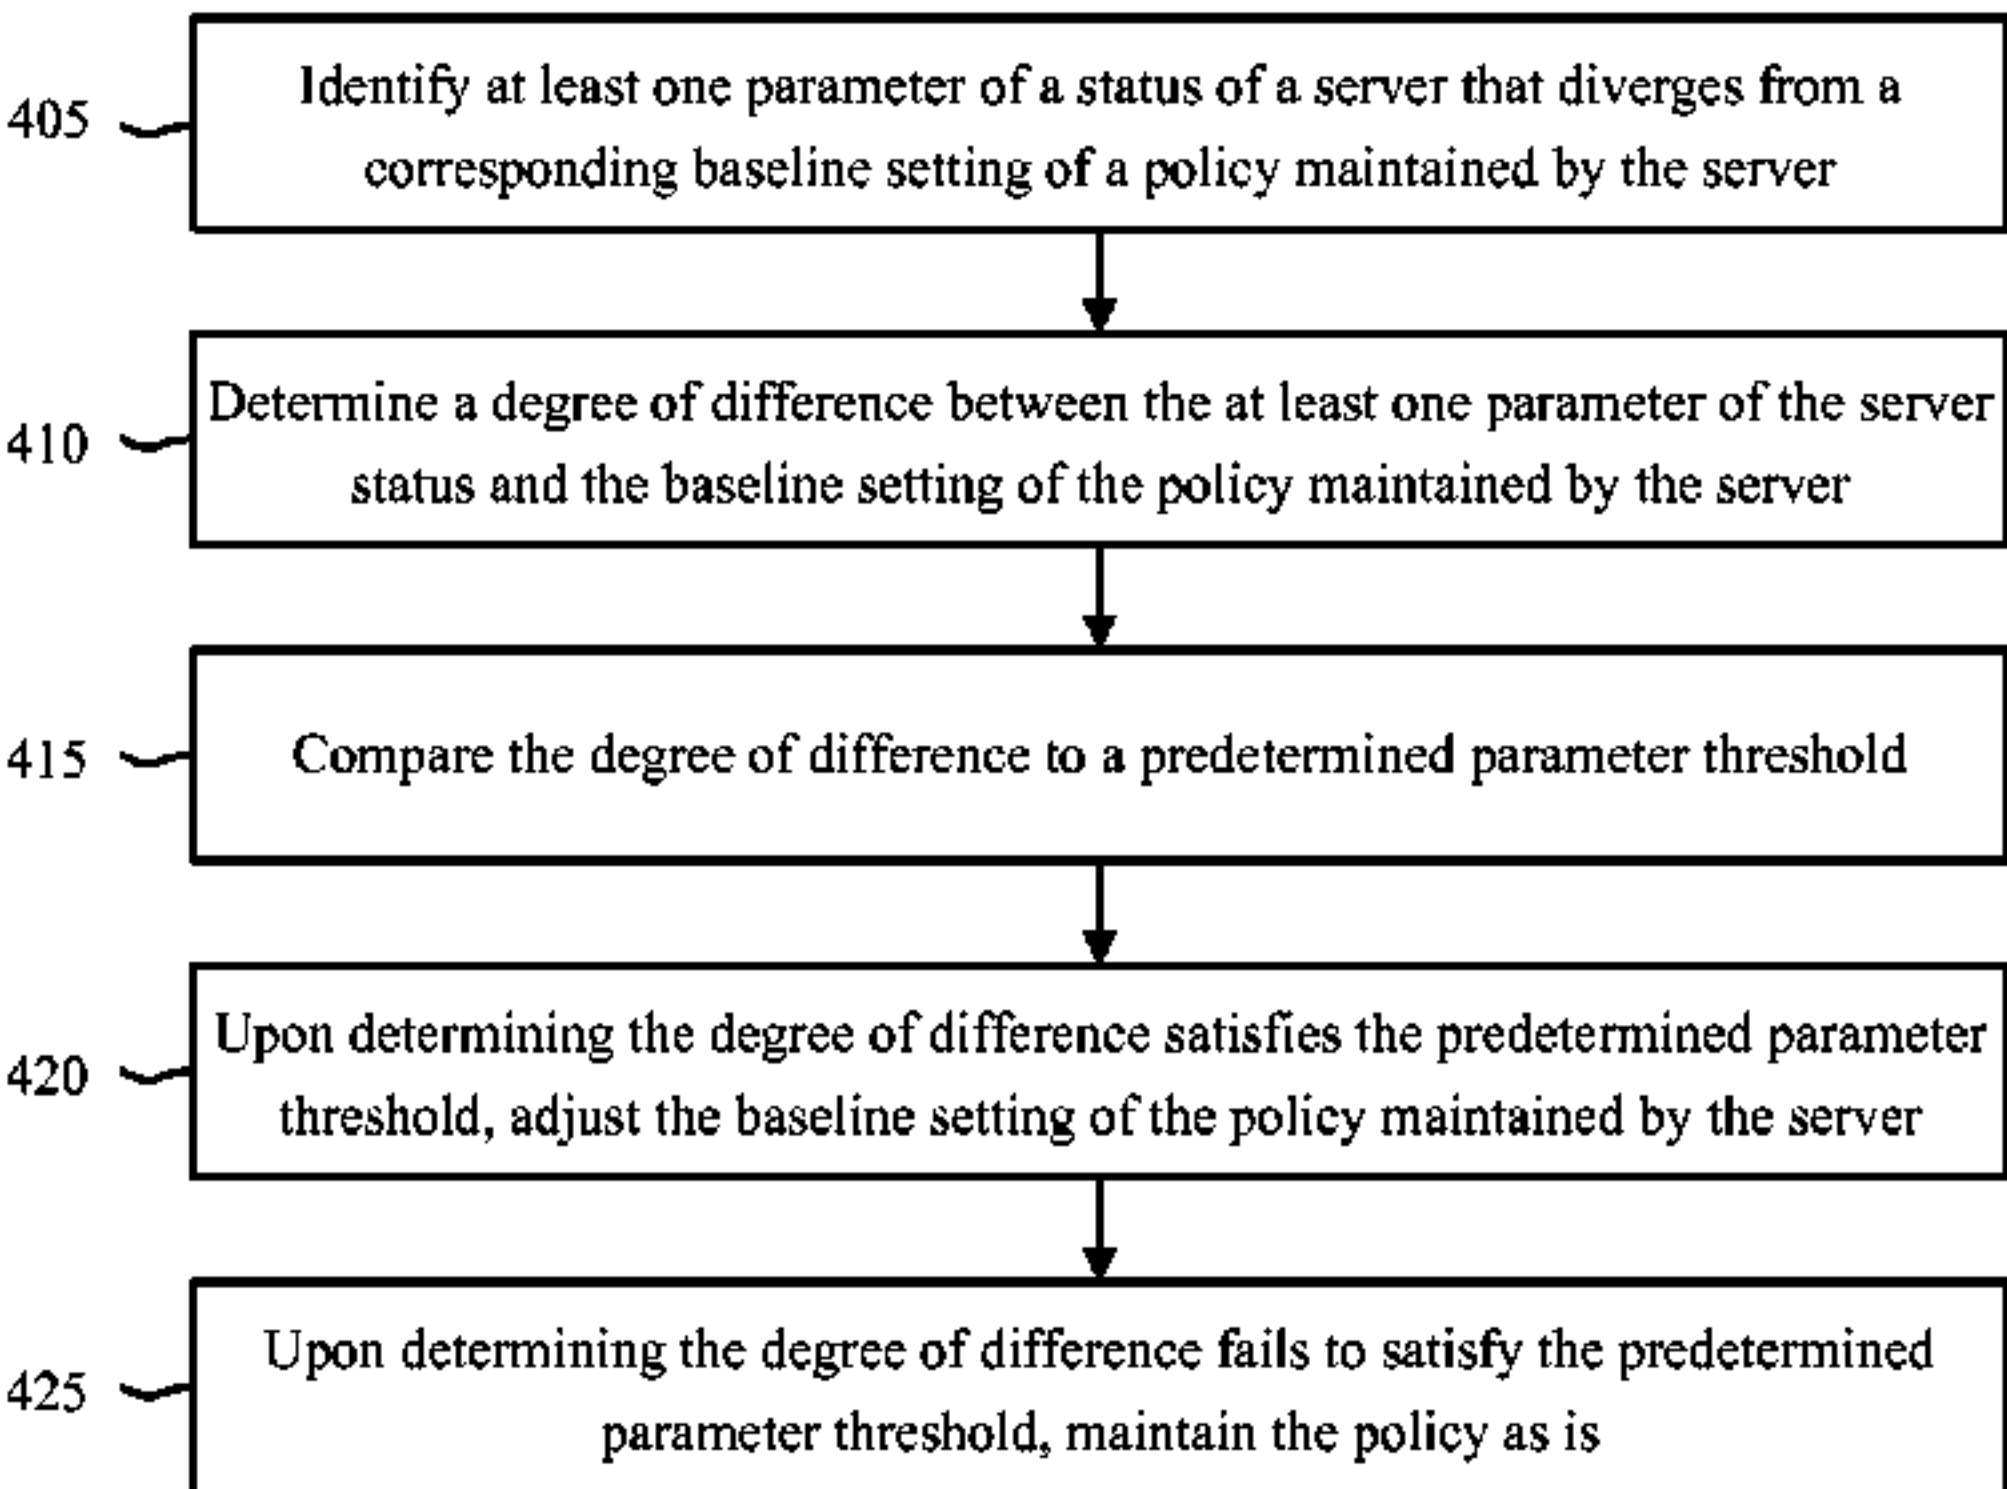 405
Identify at least one parameter of a status of a server that diverges from a
corresponding baseline setting of a policy maintained by the server
410
Determine a degree of difference between the at least one parameter of the server
status and the baseline setting of the policy maintained by the server
415
Compare the degree of difference to a predetermined parameter threshold
420
Upon determining the degree of difference satisfies the predetermined parameter
threshold, adjust the baseline setting of the policy maintained by the server
425
Upon determining the degree of difference fails to satisfy the predetermined
parameter threshold, maintain the policy as is